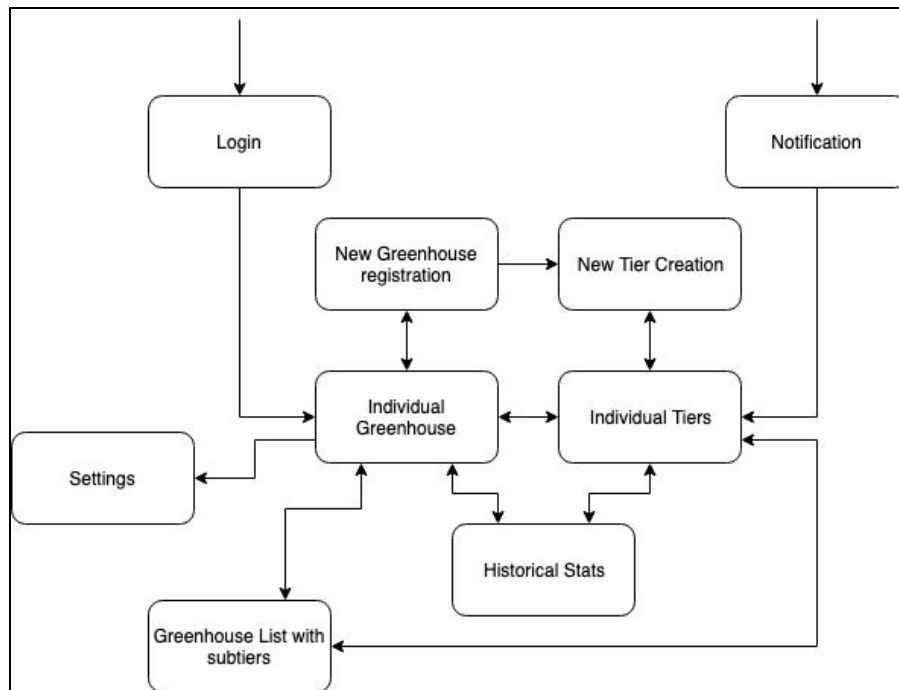 Login
Notification
New Greenhouse
registration
New Tier Creation
Individual
Greenhouse
Individual Tiers
Settings
Historical Stats
Greenhouse List with
subtiers